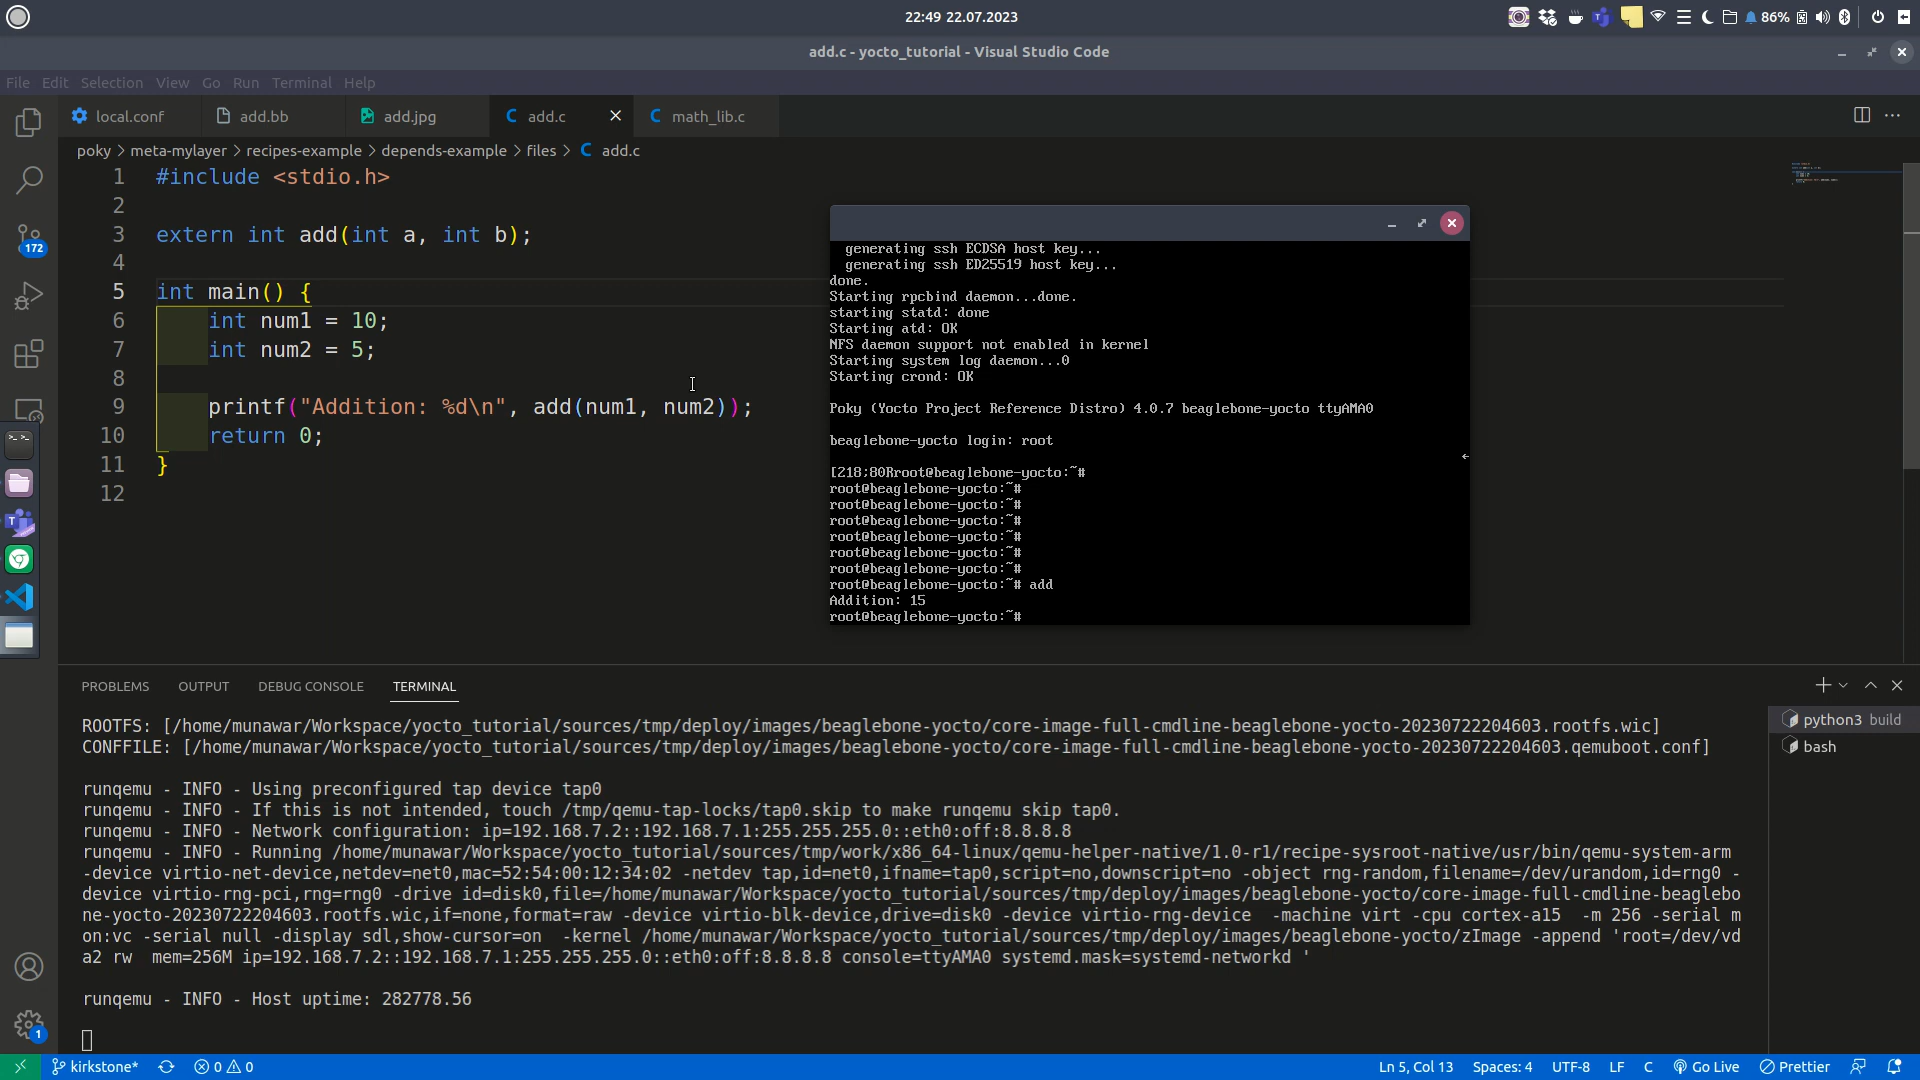 22:49 22.07.2023
86%
add.c - yocto_tutorial - Visual Studio Code
File Edit Selection View Go Run Terminal Help
local.conf add.bb add.jpg C add.c C math_lib.c
poky > meta-mylayer > recipes-example > depends-example > files > C add.c
1 #include <stdio.h>
2
3 extern int add(int a, int b);
4
5 int main() {
6 int num1 = 10;
7 int num2 = 5;
8
9 printf("Addition: %d\n", add(num1, num2));
10 return 0;
11 }
12
172
generating ssh ECDSA host key...
generating ssh ED25519 host key...
done.
Starting rpcbind daemon...done.
starting statd: done
Starting atd: OK
NFS daemon support not enabled in kernel
Starting system log daemon...0
Starting crond: OK
Poky (Yocto Project Reference Distro) 4.0.7 beaglebone-yocto ttyAMA0
beaglebone-yocto login: root
[218;80Rroot@beaglebone-yocto:~#
root@beaglebone-yocto:~#
root@beaglebone-yocto:~#
root@beaglebone-yocto:~#
root@beaglebone-yocto:~#
root@beaglebone-yocto:~#
root@beaglebone-yocto:~#
root@beaglebone-yocto:~# add
Addition: 15
root@beaglebone-yocto:~#
PROBLEMS OUTPUT DEBUG CONSOLE TERMINAL
python3 build
bash
ROOTFS: [/home/munawar/Workspace/yocto_tutorial/sources/tmp/deploy/images/beaglebone-yocto/core-image-full-cmdline-beaglebone-yocto-20230722204603.rootfs.wic]
CONFFILE: [/home/munawar/Workspace/yocto_tutorial/sources/tmp/deploy/images/beaglebone-yocto/core-image-full-cmdline-beaglebone-yocto-20230722204603.qemuboot.conf]
runqemu - INFO - Using preconfigured tap device tap0
runqemu - INFO - If this is not intended, touch /tmp/qemu-tap-locks/tap0.skip to make runqemu skip tap0.
runqemu - INFO - Network configuration: ip=192.168.7.2::192.168.7.1:255.255.255.0::eth0:off:8.8.8.8
runqemu - INFO - Running /home/munawar/Workspace/yocto_tutorial/sources/tmp/work/x86_64-linux/qemu-helper-native/1.0-r1/recipe-sysroot-native/usr/bin/qemu-system-arm
-device virtio-net-device,netdev=net0,mac=52:54:00:12:34:02 -netdev tap,id=net0,ifname=tap0,script=no,downscript=no -object rng-random,filename=/dev/urandom,id=rng0 -
device virtio-rng-pci,rng=rng0 -drive id=disk0,file=/home/munawar/Workspace/yocto_tutorial/sources/tmp/deploy/images/beaglebone-yocto/core-image-full-cmdline-beaglebo
ne-yocto-20230722204603.rootfs.wic,if=none,format=raw -device virtio-blk-device,drive=disk0 -device virtio-rng-device -machine virt -cpu cortex-a15 -m 256 -serial m
on:vc -serial null -display sdl,show-cursor=on -kernel /home/munawar/Workspace/yocto_tutorial/sources/tmp/deploy/images/beaglebone-yocto/zImage -append 'root=/dev/vd
a2 rw mem=256M ip=192.168.7.2::192.168.7.1:255.255.255.0::eth0:off:8.8.8.8 console=ttyAMA0 systemd.mask=systemd-networkd '
runqemu - INFO - Host uptime: 282778.56
1
kirkstone* 0 0 Ln 5, Col 13 Spaces: 4 UTF-8 LF C Go Live Prettier